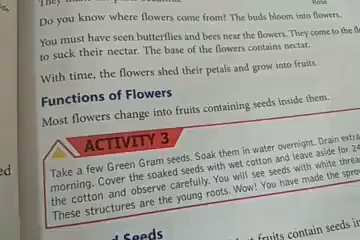 They
Rose
Do you know where flowers come from? The buds bloom into flowers.
You must have seen butterflies and bees near the flowers. They come to the
to suck their nectar. The base of the flowers contains nectar.
With time, the flowers shed their petals and grow into fruits.
Functions of Flowers
Most flowers change into fruits containing seeds inside them.
ACTIVITY 3
Take a few Green Gram seeds. Soak them in water overnight. Drain extra
morning. Cover the soaked seeds with wet cotton and leave aside for 24
the cotton and observe carefully. You will see seeds with white
These structures are the young roots. Wow! You have made the
ed
Seeds
fruits contain seeds